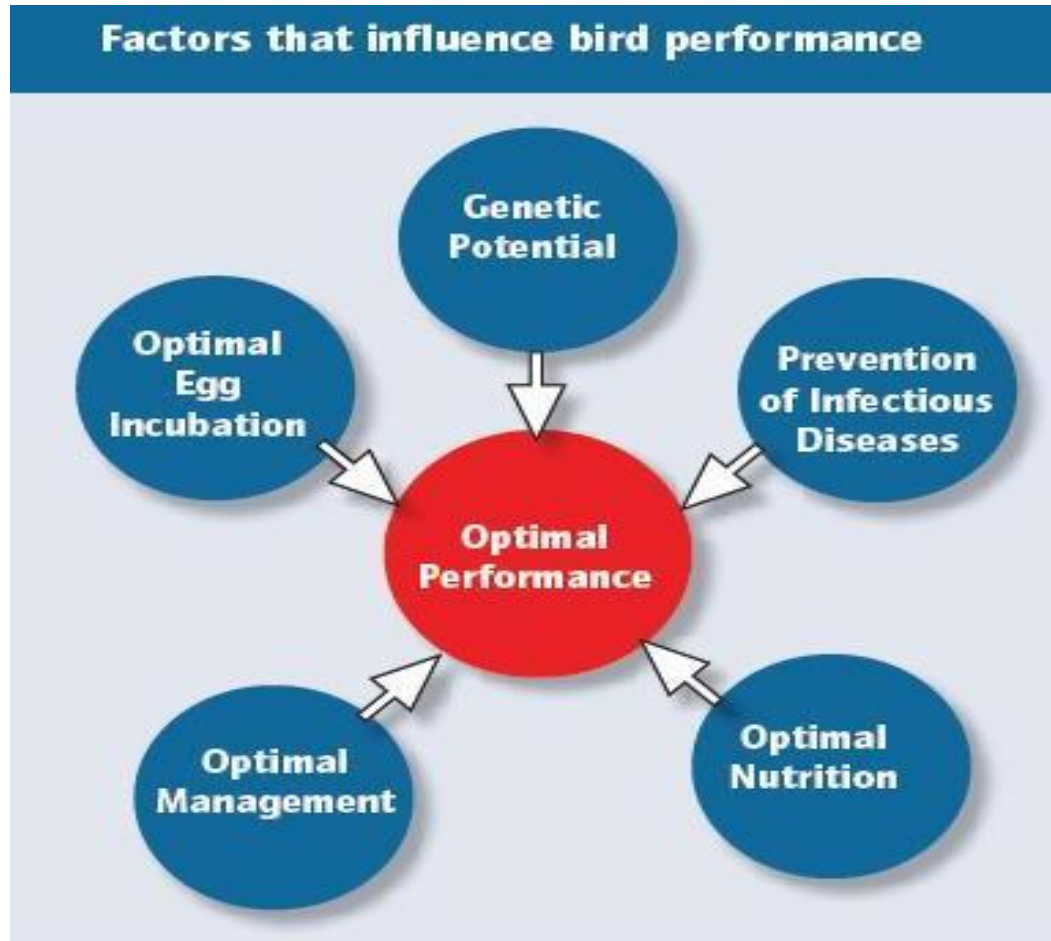 Factors that influence bird performance
Genetic
Potential
Optimal
Egg
Incubation
Prevention
of Infectious
Diseases
Optimal
Performance
Optimal
Management
Optimal
Nutrition